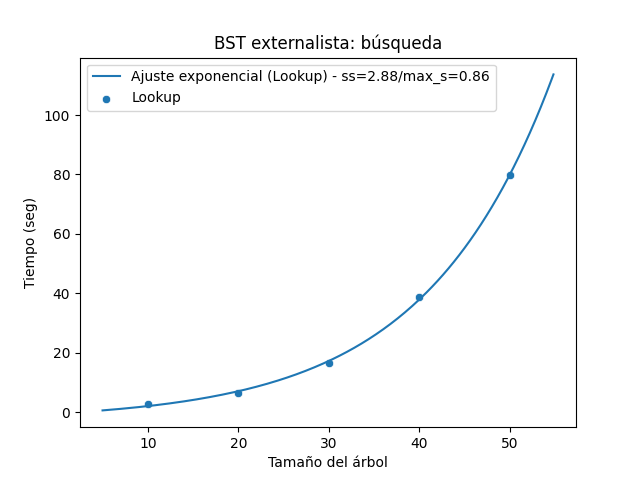 BST externalista: búsqueda
Ajuste exponencial (Lookup) - ss=2.88/max_s=0.86
Lookup
Tiempo (seg)
100
80
60
40
20
0
10 20 30 40 50
Tamaño del árbol